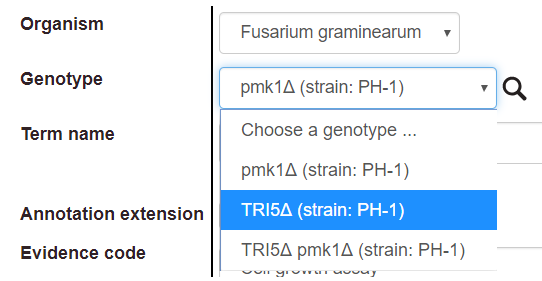 Organism
Fusarium graminearum
Genotype
pmk1Δ (strain: PH-1)
Choose a genotype ...
Term name
pmk1Δ (strain: PH-1)
TRI5Δ (strain: PH-1)
Annotation extension
TRI5Δ pmk1Δ (strain: PH-1)
Evidence code
Cell growth assay